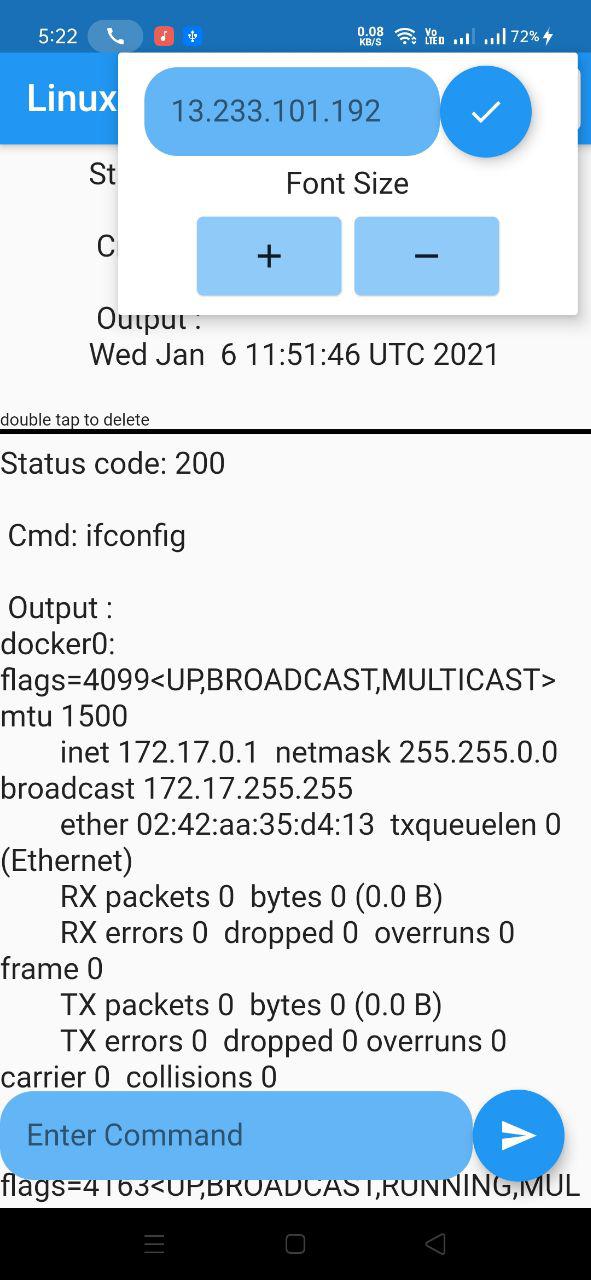 5:22
0.08 KB/S
Vo LTE
72%
Linux
13.233.101.192
Font Size
+
−
St
C
Output :
Wed Jan  6 11:51:46 UTC 2021
double tap to delete
Status code: 200
Cmd: ifconfig
Output :
docker0:
flags=4099<UP,BROADCAST,MULTICAST>
mtu 1500
inet 172.17.0.1  netmask 255.255.0.0
broadcast 172.17.255.255
ether 02:42:aa:35:d4:13  txqueuelen 0
(Ethernet)
RX packets 0  bytes 0 (0.0 B)
RX errors 0  dropped 0  overruns 0
frame 0
TX packets 0  bytes 0 (0.0 B)
TX errors 0  dropped 0 overruns 0
carrier 0  collisions 0
Enter Command
flags=4163<UP,BROADCAST,RUNNING,MUL